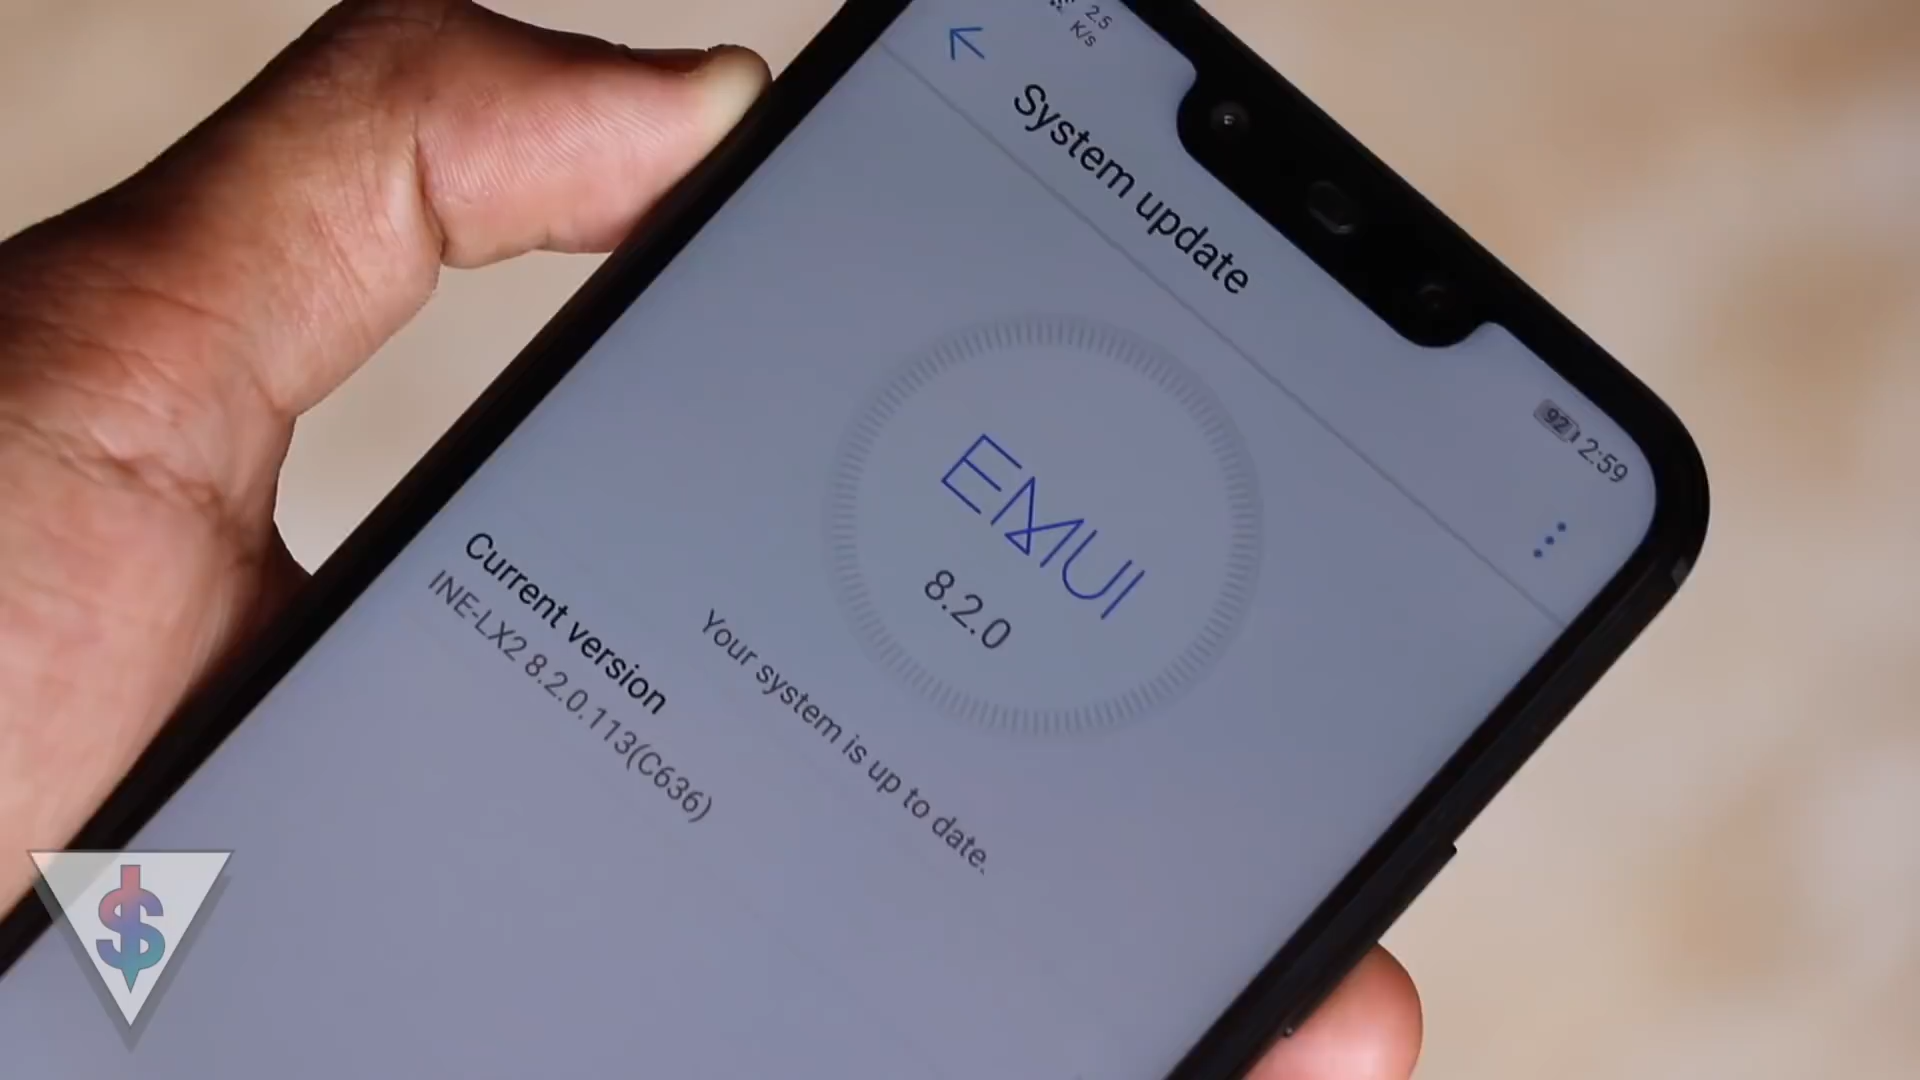 2.5
K/s
92
2:59
System update
EMUI
8.2.0
Your system is up to date.
Current version
INE-LX2 8.2.0.113(C636)
$